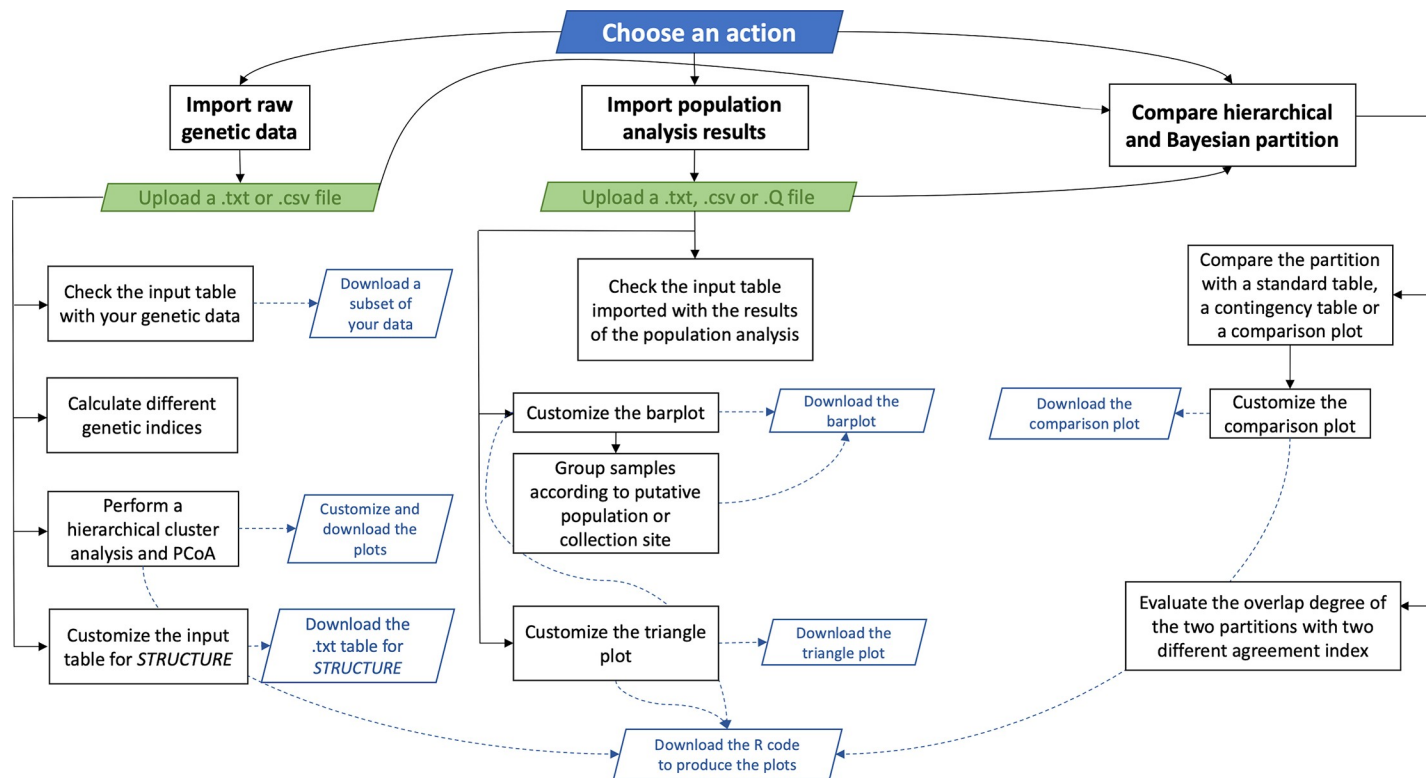 Choose an action
Import raw
genetic data
Import population
analysis results
Compare hierarchical
and Bayesian partition
Upload a .txt or .csv file
Upload a .txt, .csv or .Q file
Check the input table
with your genetic data
Download a
subset of
your data
Calculate different
genetic indices
Perform a
hierarchical cluster
analysis and PCoA
Customize and
download the
plots
Customize the input
table for STRUCTURE
Download the
.txt table for
STRUCTURE
Check the input table
imported with the results
of the population analysis
Customize the barplot
Download the
barplot
Group samples
according to putative
population or
collection site
Customize the triangle
plot
Download the
triangle plot
Compare the partition
with a standard table,
a contingency table or
a comparison plot
Download the
comparison plot
Customize the
comparison plot
Evaluate the overlap degree of
the two partitions with two
different agreement index
Download the R code
to produce the plots